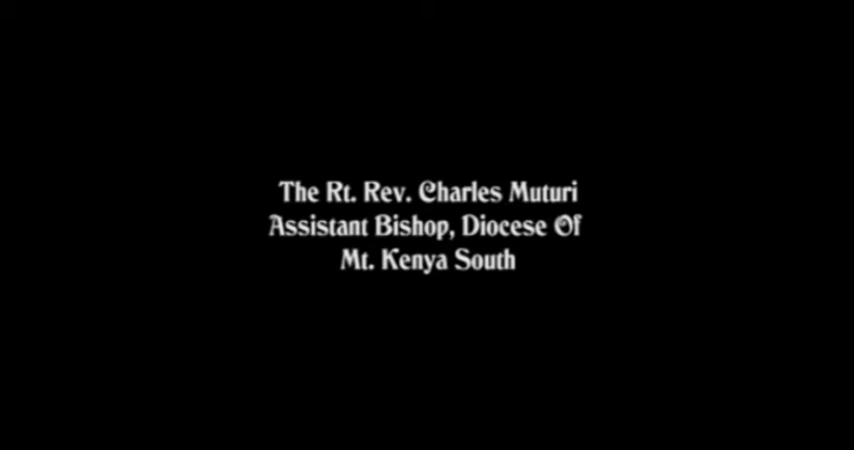 The Rt. Rev. Charles Muturi
Assistant Bishop, Diocese Of
Mt. Kenya South